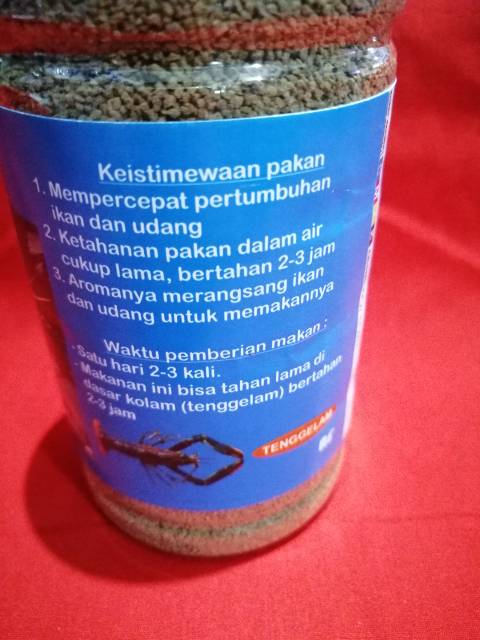 Keistimewaan pakan
1. Mempercepat pertumbuhan
ikan dan udang
2. Ketahanan pakan dalam air
cukup lama, bertahan 2-3 jam
3. Aromanya merangsang ikan
dan udang untuk memakannya
Waktu pemberian makan :
- Satu hari 2-3 kali.
- Makanan ini bisa tahan lama di
dasar kolam (tenggelam) bertahan
2-3 jam
TENGGELAM